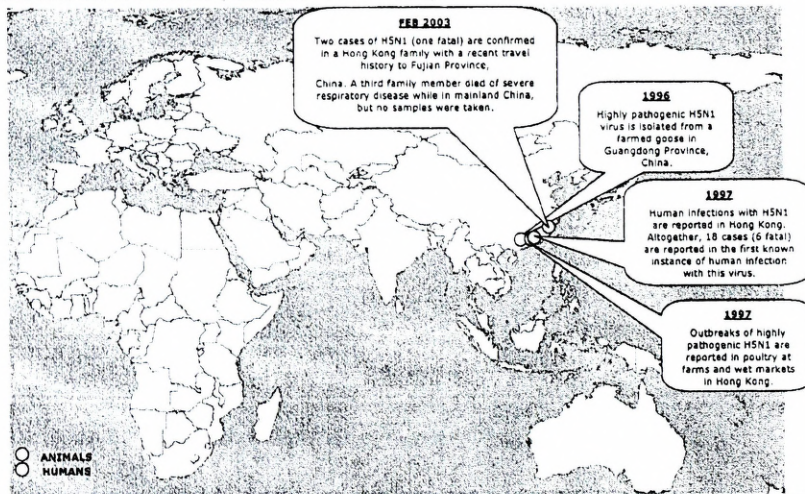 FEB 2003
Two cases of H5N1 (one fatal) are confirmed
in a Hong Kong family with a recent travel
history to Fujian Province,
China. A third family member died of severe
respiratory disease while in mainland China,
but no samples were taken.
1996
Highly pathogenic H5N1
virus is isolated from a
farmed goose in
Guangdong Province,
China.
1997
Human infections with H5N1
are reported in Hong Kong.
Altogether, 18 cases (6 fatal)
are reported in the first known
instance of human infection
with this virus.
1997
Outbreaks of highly
pathogenic H5N1 are
reported in poultry at
farms and wet markets
in Hong Kong.
ANIMALS
HUMANS